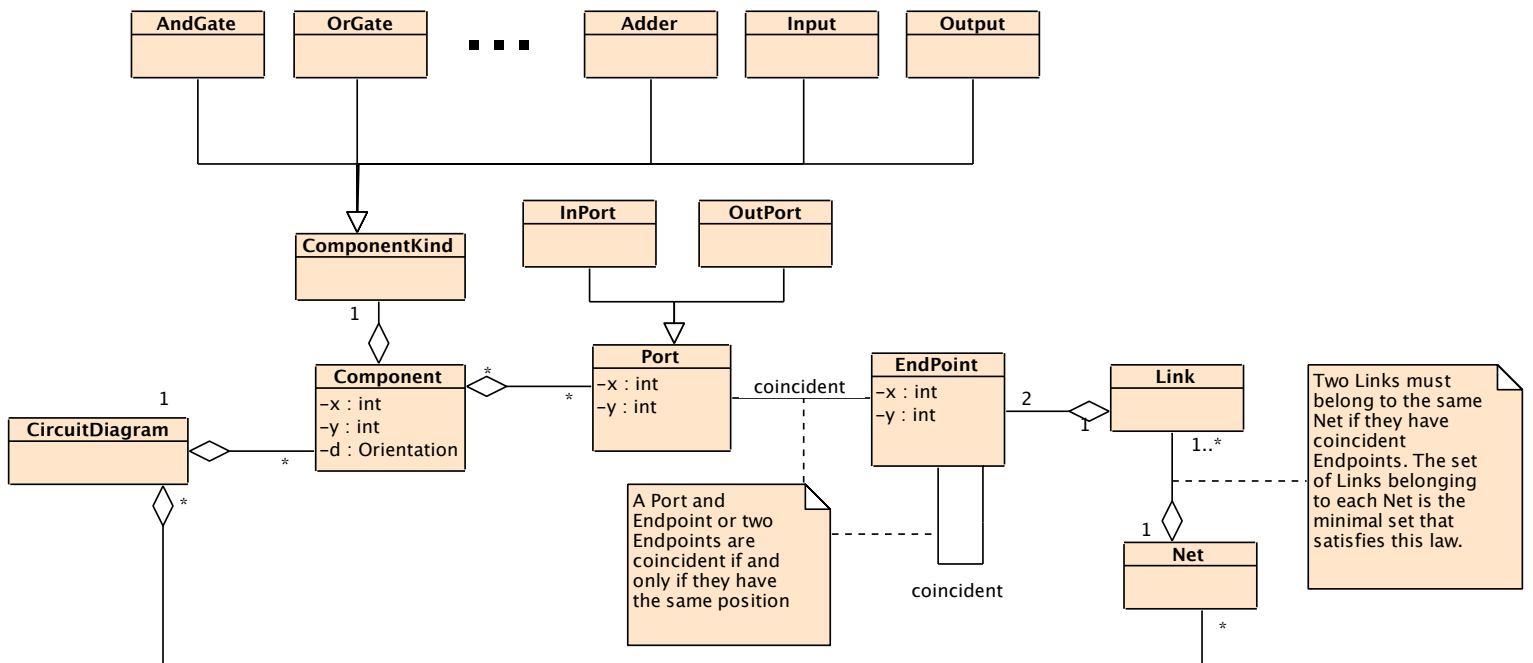 AndGate
OrGate
Adder
Input
Output
InPort
OutPort
ComponentKind
1
Port
-x : int
-y : int
EndPoint
-x : int
-y : int
Link
Component
-x : int
-y : int
-d : Orientation
*
*
coincident
2
1
1..*
1
CircuitDiagram
*
*
Two Links must
belong to the same
Net if they have
coincident
Endpoints. The set
of Links belonging
to each Net is the
minimal set that
satisfies this law.
A Port and
Endpoint or two
Endpoints are
coincident if and
only if they have
the same position
coincident
1
Net
*